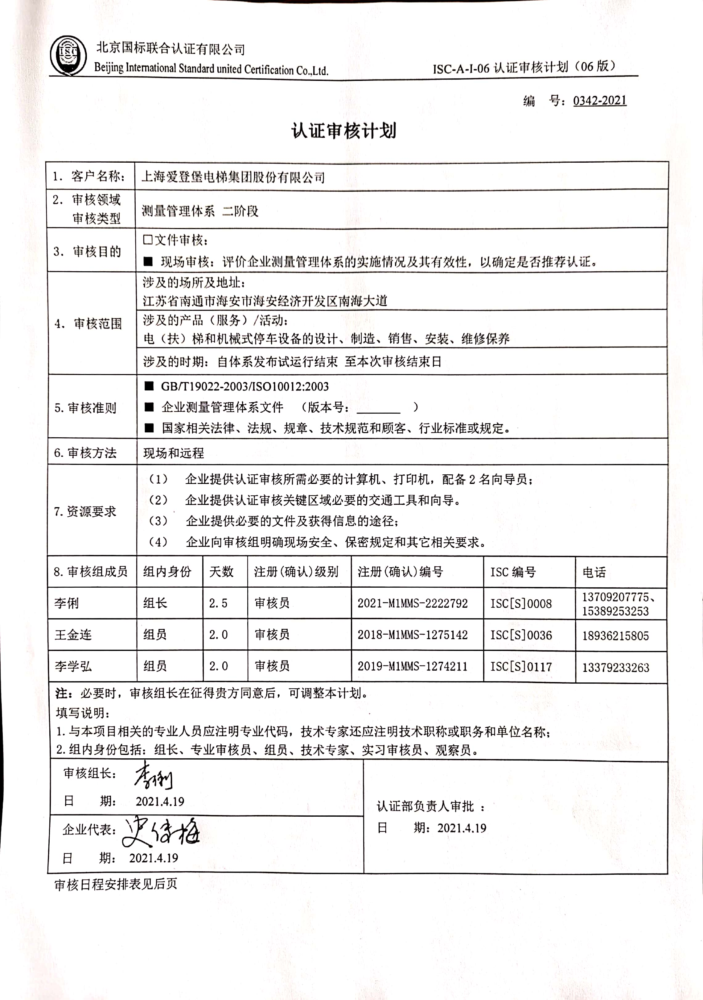 ISC
北京国标联合认证有限公司
Beijing International Standard united Certification Co.,Ltd.
ISC-A-I-06 认证审核计划（06 版）
编 号：0342-2021
认证审核计划
1. 客户名称： 上海爱登堡电梯集团股份有限公司
2. 审核领域
审核类型
测量管理体系 二阶段
3. 审核目的
□文件审核：
■ 现场审核：评价企业测量管理体系的实施情况及其有效性，以确定是否推荐认证。
4. 审核范围
涉及的场所及地址：
江苏省南通市海安市海安经济开发区南海大道
涉及的产品（服务）/活动：
电（扶）梯和机械式停车设备的设计、制造、销售、安装、维修保养
涉及的时期：自体系发布试运行结束 至本次审核结束日
5. 审核准则
■ GB/T19022-2003/ISO10012:2003
■ 企业测量管理体系文件 （版本号：_______ ）
■ 国家相关法律、法规、规章、技术规范和顾客、行业标准或规定。
6. 审核方法 现场和远程
7. 资源要求
（1） 企业提供认证审核所需必要的计算机、打印机，配备 2 名向导员；
（2） 企业提供认证审核关键区域必要的交通工具和向导。
（3） 企业提供必要的文件及获得信息的途径；
（4） 企业向审核组明确现场安全、保密规定和其它相关要求。
8. 审核组成员 组内身份 天数 注册(确认)级别 注册(确认)编号 ISC 编号 电话
李俐 组长 2.5 审核员 2021-M1MMS-2222792 ISC[S]0008 13709207775、
15389253253
王金连 组员 2.0 审核员 2018-M1MMS-1275142 ISC[S]0036 18936215805
李学弘 组员 2.0 审核员 2019-M1MMS-1274211 ISC[S]0117 13379233263
注：必要时，审核组长在征得贵方同意后，可调整本计划。
填写说明：
1. 与本项目相关的专业人员应注明专业代码，技术专家还应注明技术职称或职务和单位名称；
2. 组内身份包括：组长、专业审核员、组员、技术专家、实习审核员、观察员。
审核组长： 李俐
日 期： 2021.4.19
企业代表：
日 期： 2021.4.19
认证部负责人审批 ：
日 期：2021.4.19
审核日程安排表见后页